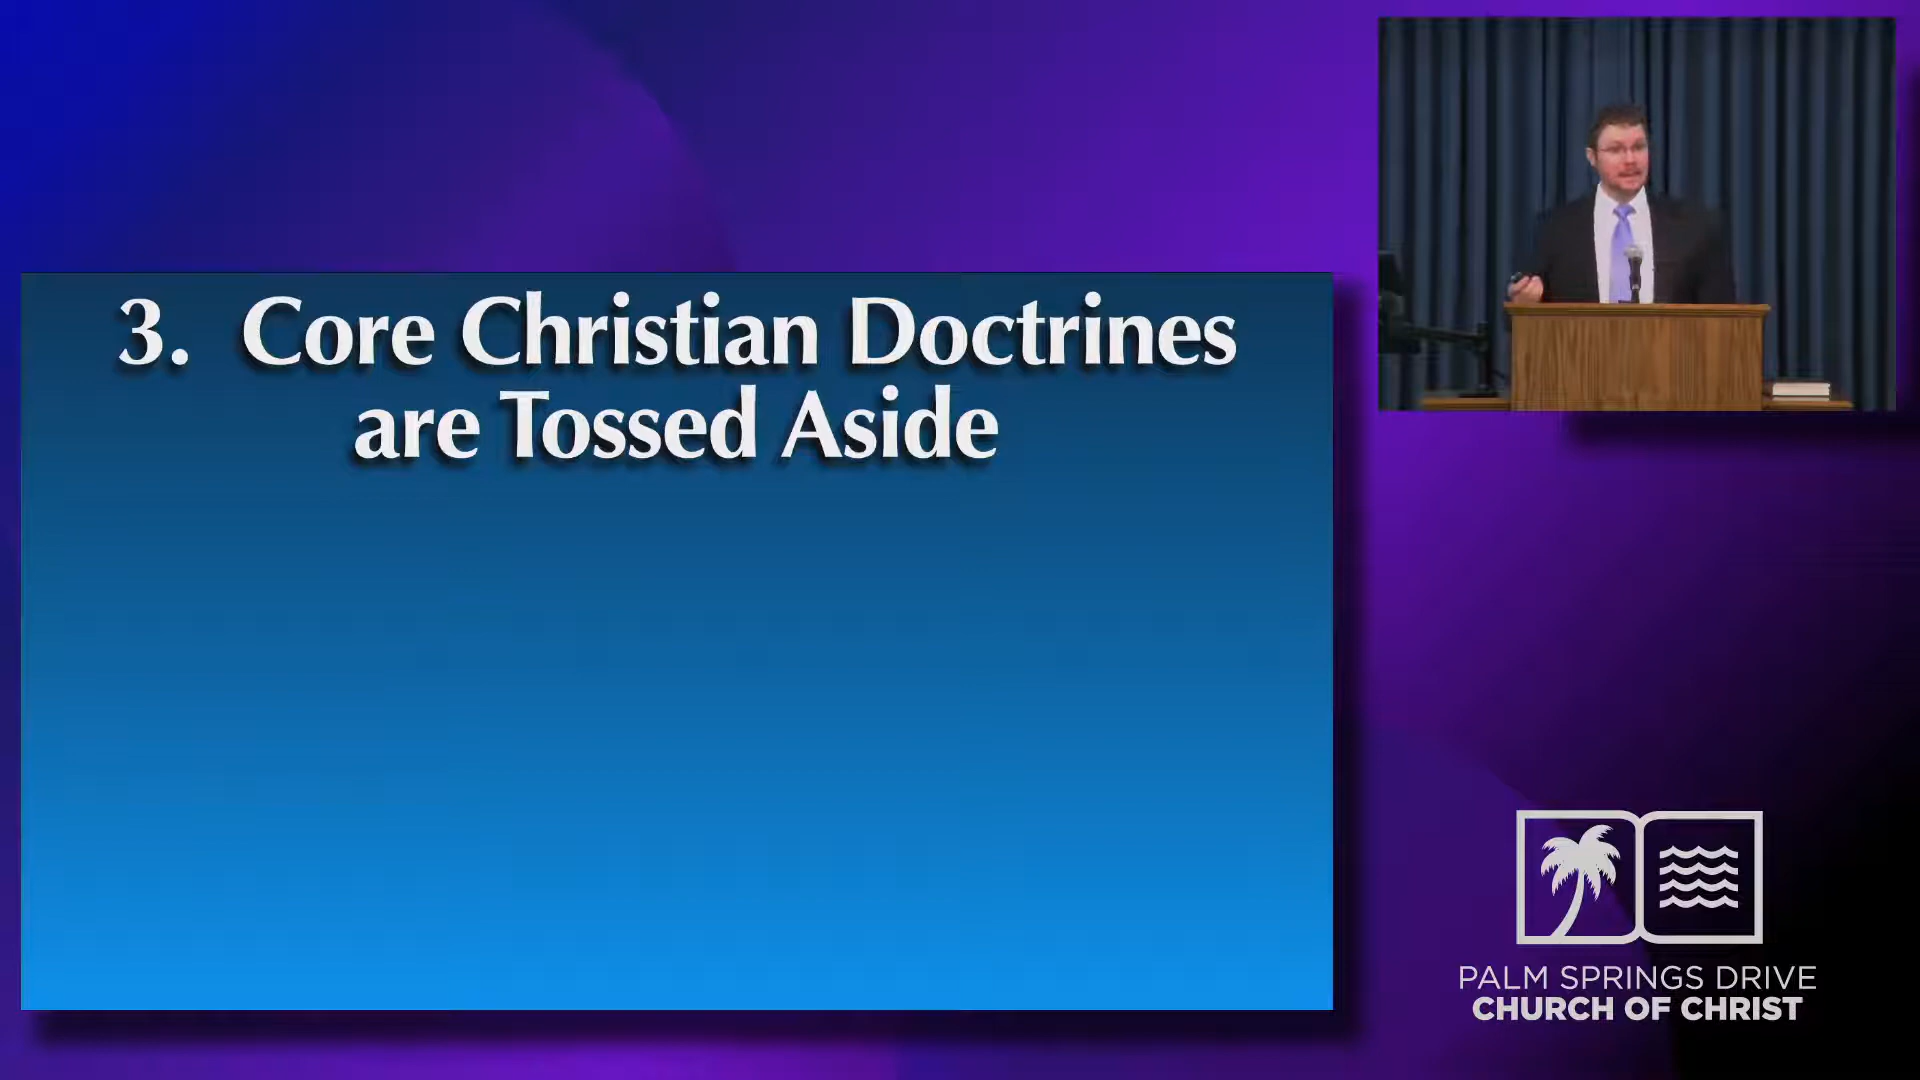 3. Core Christian Doctrines
are Tossed Aside
PALM SPRINGS DRIVE
CHURCH OF CHRIST